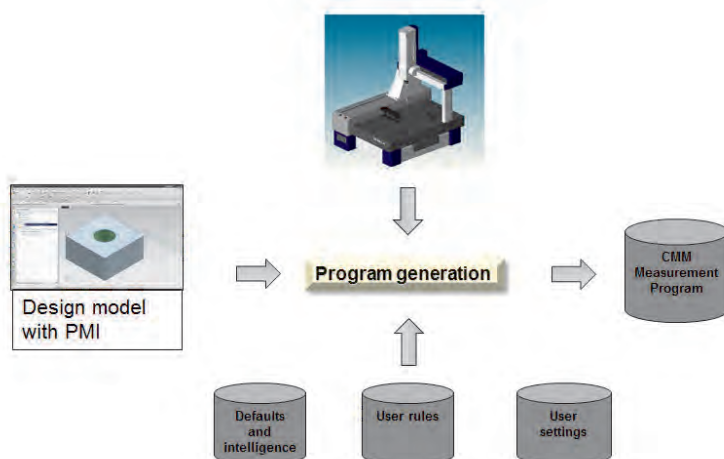 Design model
with PMI
Program generation
CMM
Measurement
Program
Defaults
and
intelligence
User rules
User
settings